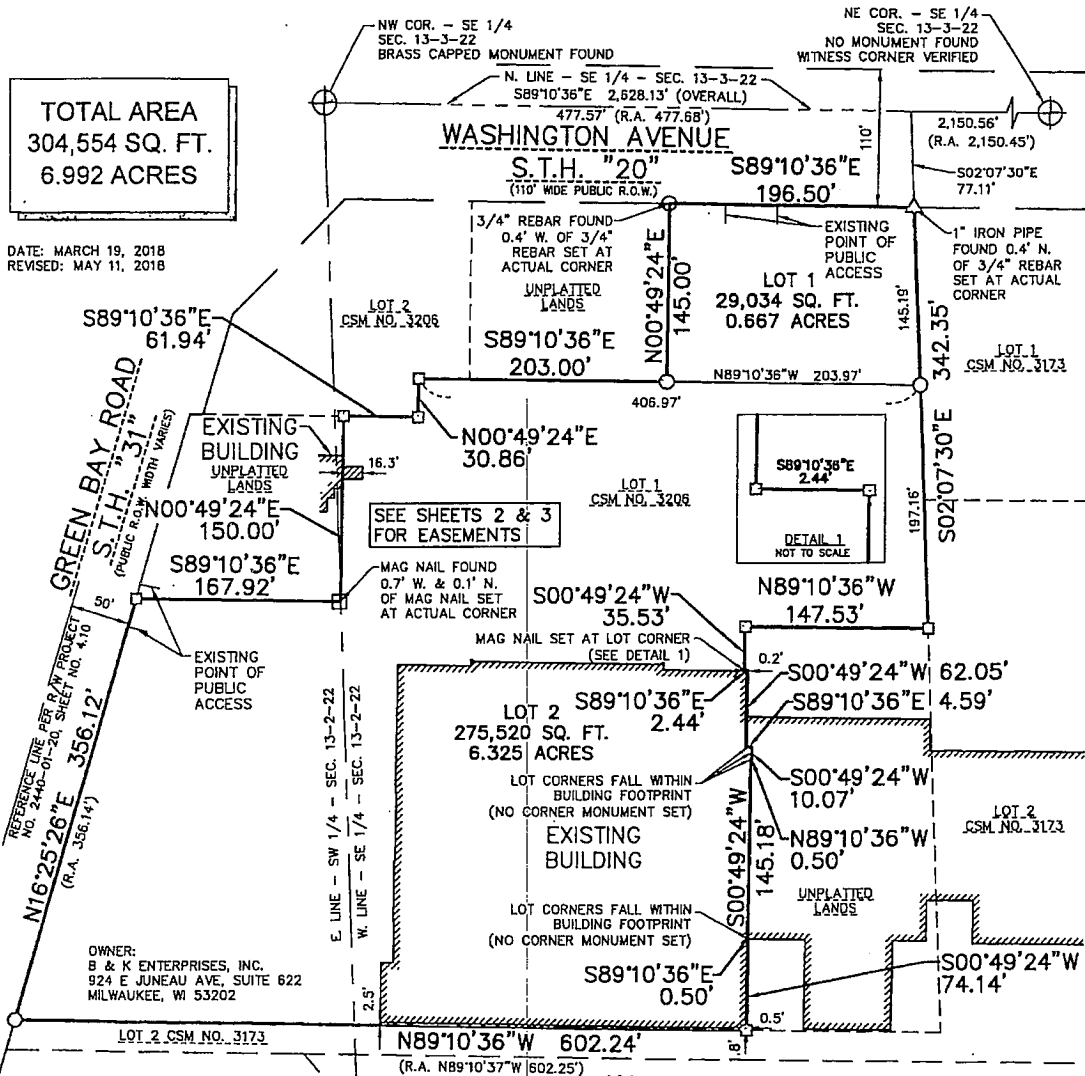 NW COR. – SE 1/4
SEC. 13–3–22
BRASS CAPPED MONUMENT FOUND
NE COR. – SE 1/4
SEC. 13–3–22
NO MONUMENT FOUND
WITNESS CORNER VERIFIED
N. LINE – SE 1/4 – SEC. 13–3–22
S89°10'36"E 2,628.13' (OVERALL)
477.57' (R.A. 477.68')
2,150.56'
(R.A. 2,150.45')
TOTAL AREA
304,554 SQ. FT.
6.992 ACRES
WASHINGTON AVENUE
S.T.H. "20"
(110' WIDE PUBLIC R.O.W.)
110'
S89°10'36"E
196.50'
S02°07'30"E
77.11'
DATE: MARCH 19, 2018
REVISED: MAY 11, 2018
3/4" REBAR FOUND
0.4' W. OF 3/4"
REBAR SET AT
ACTUAL CORNER
UNPLATTED
LANDS
EXISTING
POINT OF
PUBLIC
ACCESS
1" IRON PIPE
FOUND 0.4' N.
OF 3/4" REBAR
SET AT ACTUAL
CORNER
LOT 1
29,034 SQ. FT.
0.667 ACRES
N00°49'24"E
145.00'
145.19'
342.35'
LOT 2
CSM NO. 3206
S89°10'36"E
61.94'
S89°10'36"E
203.00'
LOT 1
CSM NO. 3173
N89°10'36"W 203.97'
406.97'
GREEN BAY ROAD
S.T.H. "31"
(PUBLIC R.O.W. WIDTH VARIES)
EXISTING
BUILDING
UNPLATTED
LANDS
16.3'
N00°49'24"E
30.86'
LOT 1
CSM NO. 3206
S89°10'36"E
2.44'
DETAIL 1
NOT TO SCALE
S02°07'30"E
197.16'
N00°49'24"E
150.00'
SEE SHEETS 2 & 3
FOR EASEMENTS
S89°10'36"E
167.92'
MAG NAIL FOUND
0.7' W. & 0.1' N.
OF MAG NAIL SET
AT ACTUAL CORNER
S00°49'24"W
35.53'
N89°10'36"W
147.53'
50'
MAG NAIL SET AT LOT CORNER
(SEE DETAIL 1)
0.2'
S00°49'24"W 62.05'
EXISTING
POINT OF
PUBLIC
ACCESS
S89°10'36"E
2.44'
S89°10'36"E 4.59'
LOT 2
275,520 SQ. FT.
6.325 ACRES
REFERENCE LINE PER R/W PROJECT
NO. 2440–01–20, SHEET NO. 4.10
N16°25'26"E 356.12'
(R.A. 356.14')
E. LINE – SW 1/4 – SEC. 13–2–22
W. LINE – SE 1/4 – SEC. 13–2–22
LOT CORNERS FALL WITHIN
BUILDING FOOTPRINT
(NO CORNER MONUMENT SET)
S00°49'24"W
10.07'
N89°10'36"W
0.50'
LOT 2
CSM NO. 3173
EXISTING
BUILDING
S00°49'24"W
145.18'
UNPLATTED
LANDS
LOT CORNERS FALL WITHIN
BUILDING FOOTPRINT
(NO CORNER MONUMENT SET)
OWNER:
B & K ENTERPRISES, INC.
924 E JUNEAU AVE, SUITE 622
MILWAUKEE, WI 53202
S89°10'36"E
0.50'
S00°49'24"W
74.14'
2.5'
0.5'
.8'
LOT 2 CSM NO. 3173
N89°10'36"W 602.24'
(R.A. N89°10'37"W 602.25')